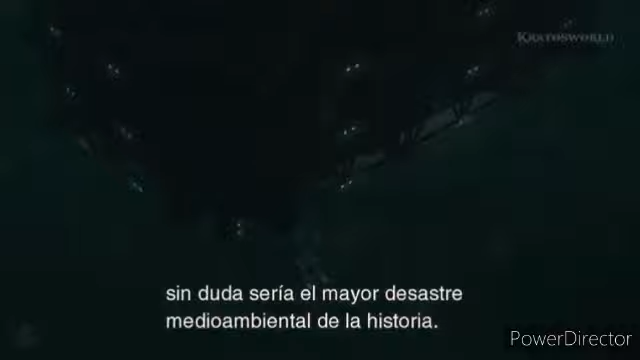 KRATOSWORLD
sin duda sería el mayor desastre
medioambiental de la historia.
PowerDirector